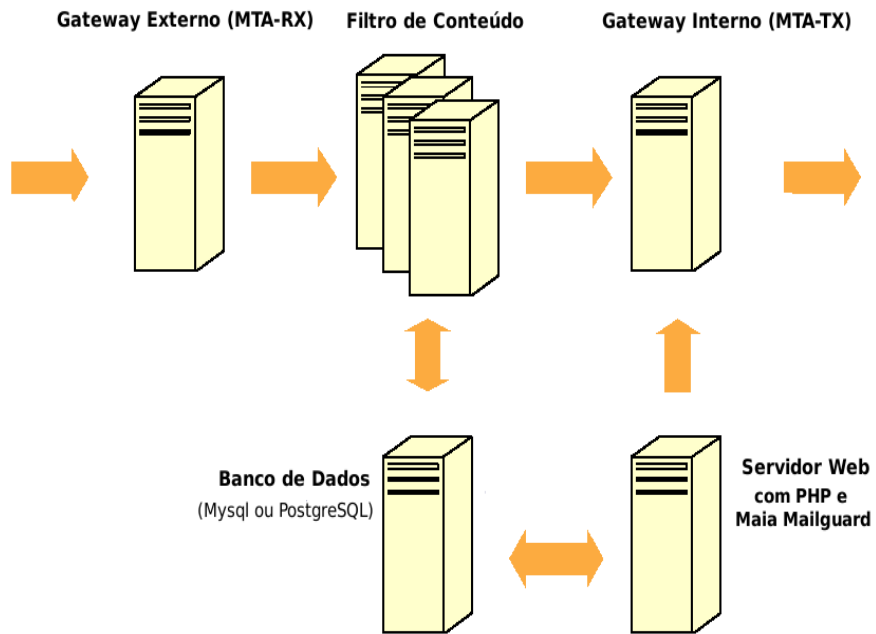 Gateway Externo (MTA-RX)
Filtro de Conteúdo
Gateway Interno (MTA-TX)
Banco de Dados
(Mysql ou PostgreSQL)
Servidor Web
com PHP e
Maia Mailguard